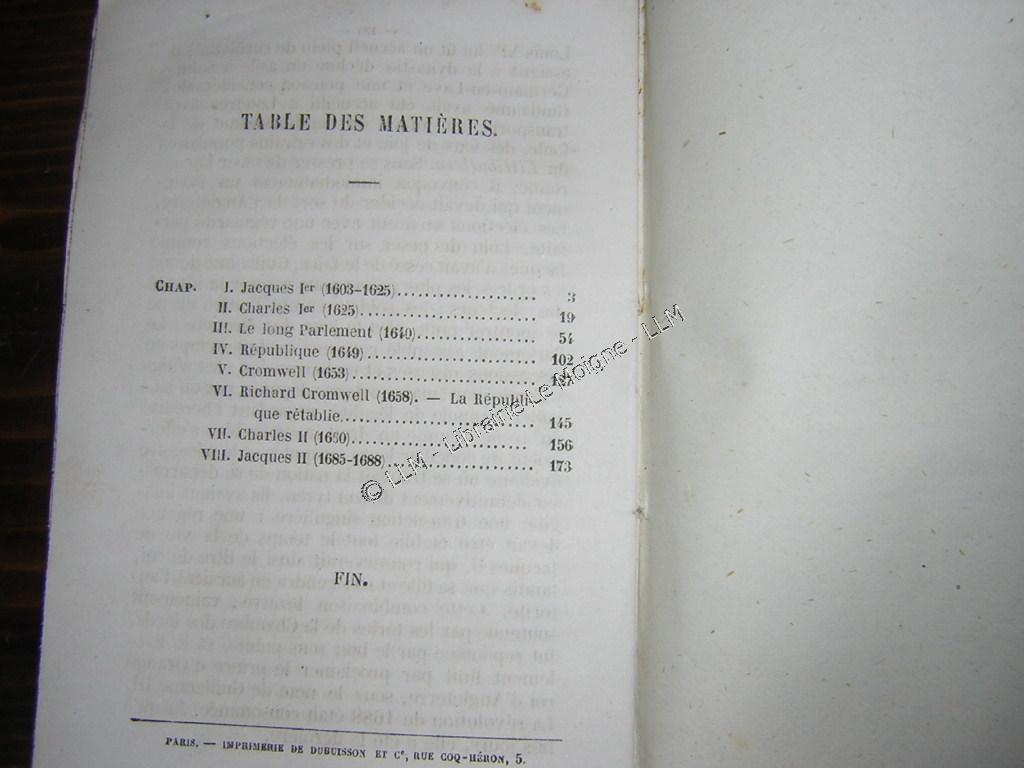 TABLE DES MATIÈRES.
CHAP. I. Jacques Ier (1603-1625) 3
II. Charles Ier (1625) 19
III. Le long Parlement (1640) 54
IV. République (1649) 102
V. Cromwell (1653)
VI. Richard Cromwell (1658). — La Républi-
que rétablie 145
VII. Charles II (1660) 156
VIII. Jacques II (1685-1688) 173
FIN.
PARIS. — IMPRIMERIE DE DUBUISSON ET Ce, RUE COQ-HÉRON, 5.
© LLM - Librairie Le Moigne - LLM